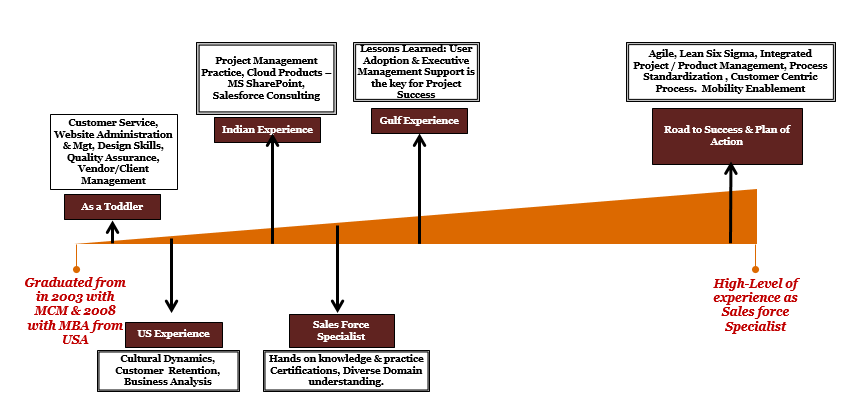 Project Management
Practice, Cloud Products –
MS SharePoint,
Salesforce Consulting
Indian Experience
Lessons Learned: User
Adoption & Executive
Management Support is
the key for Project
Success
Gulf Experience
Agile, Lean Six Sigma, Integrated
Project / Product Management, Process
Standardization , Customer Centric
Process.  Mobility Enablement
Road to Success & Plan of
Action
Customer Service,
Website Administration
& Mgt, Design Skills,
Quality Assurance,
Vendor/Client
Management
As a Toddler
Graduated from
in 2003 with
MCM & 2008
with MBA from
USA
US Experience
Cultural Dynamics,
Customer  Retention,
Business Analysis
Sales Force
Specialist
Hands on knowledge & practice
Certifications, Diverse Domain
understanding.
High-Level of
experience as
Sales force
Specialist